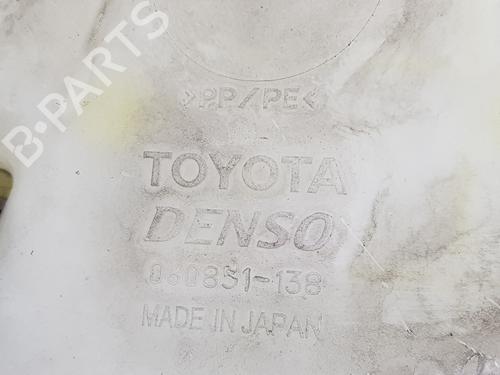 B-PARTS
>PP/PE<
TOYOTA
DENSO
060851-138
MADE IN JAPAN